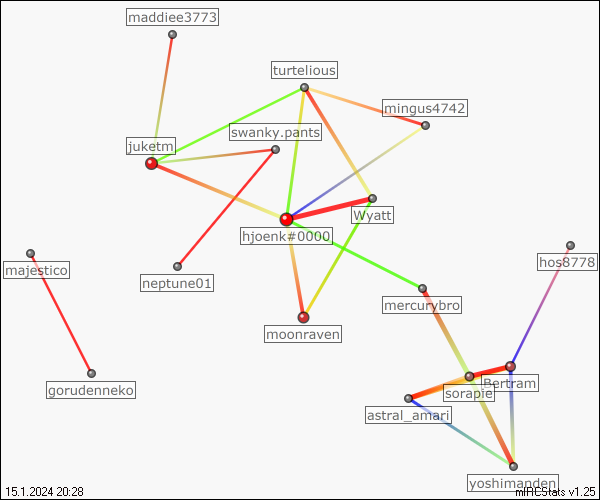 maddiee3773
turtelious
mingus4742
swanky.pants
juketm
Wyatt
hjoenk#0000
majestico
neptune01
hos8778
mercurybro
moonraven
gorudenneko
Bertram
sorapie
astral_amari
yoshimanden
15.1.2024 20:28
mIRCStats v1.25